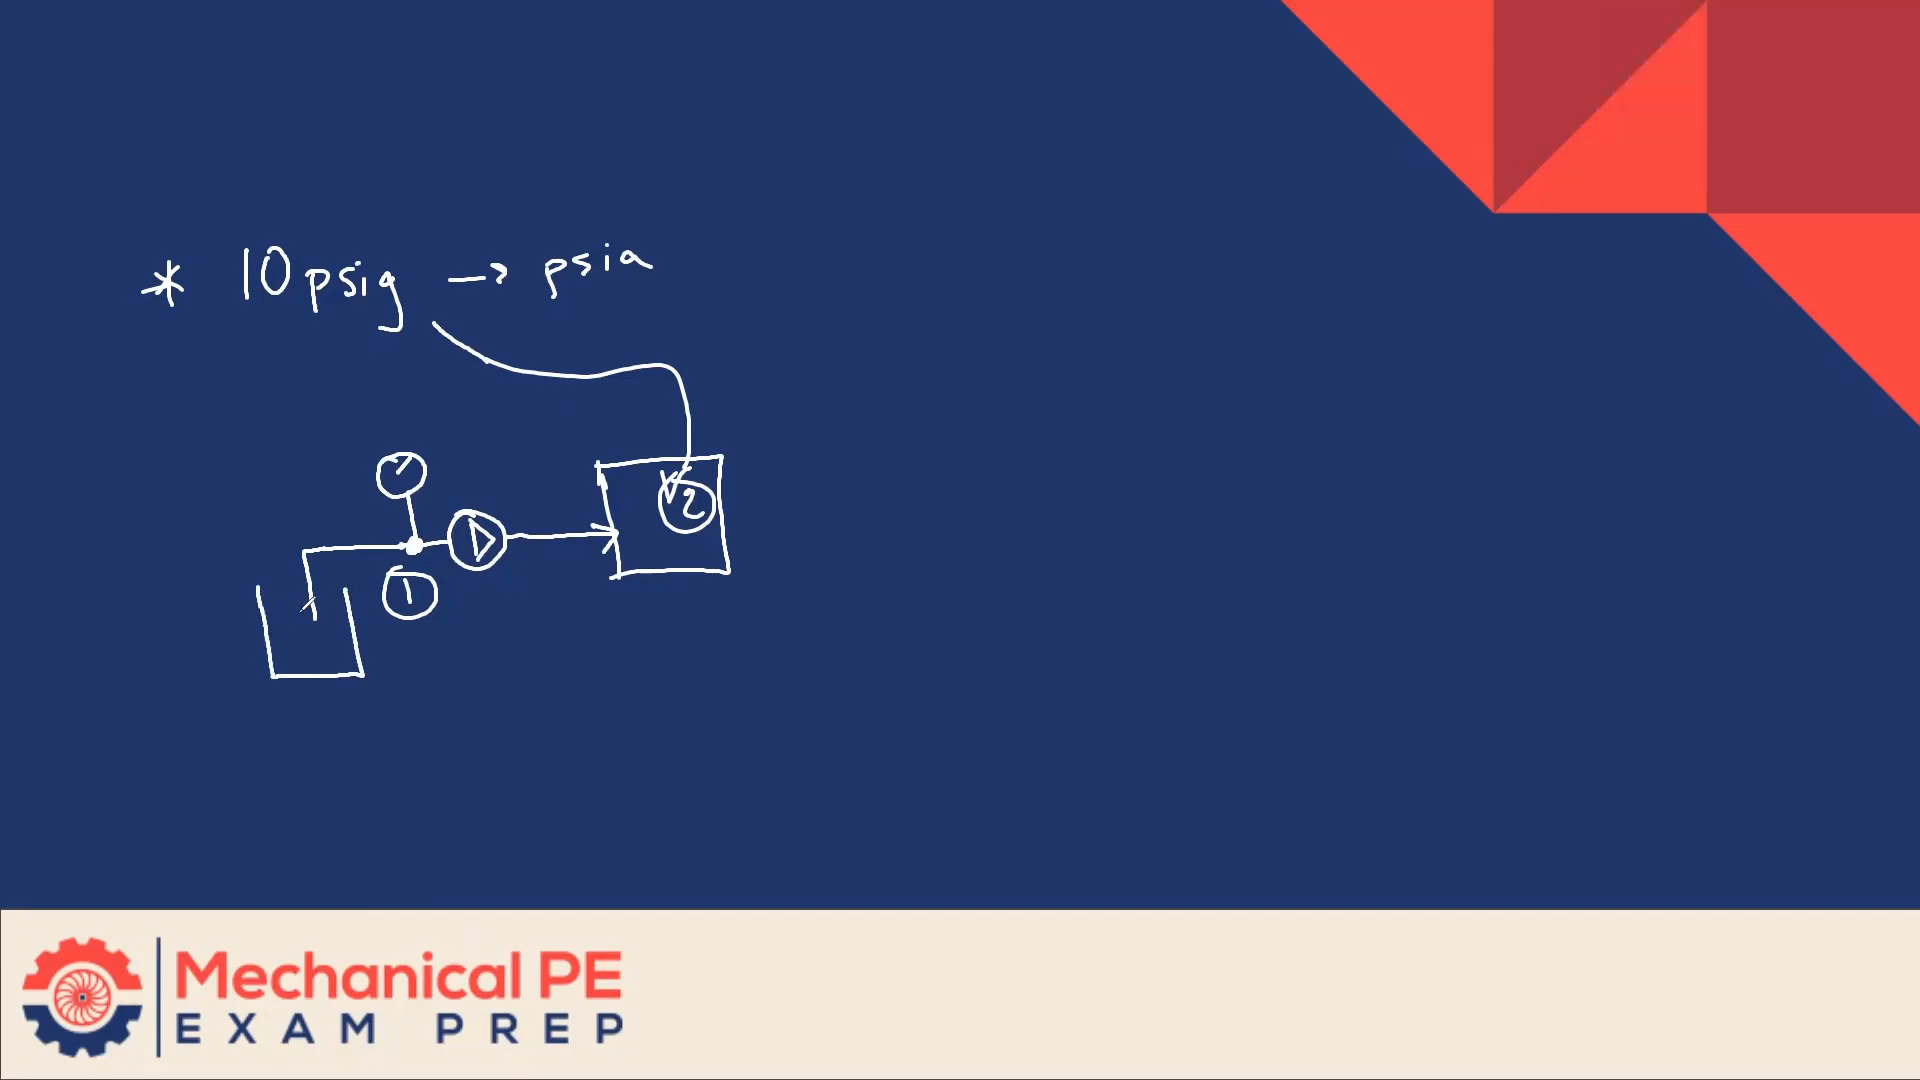 * 10 psig → psia
2
1
Mechanical PE
EXAM PREP